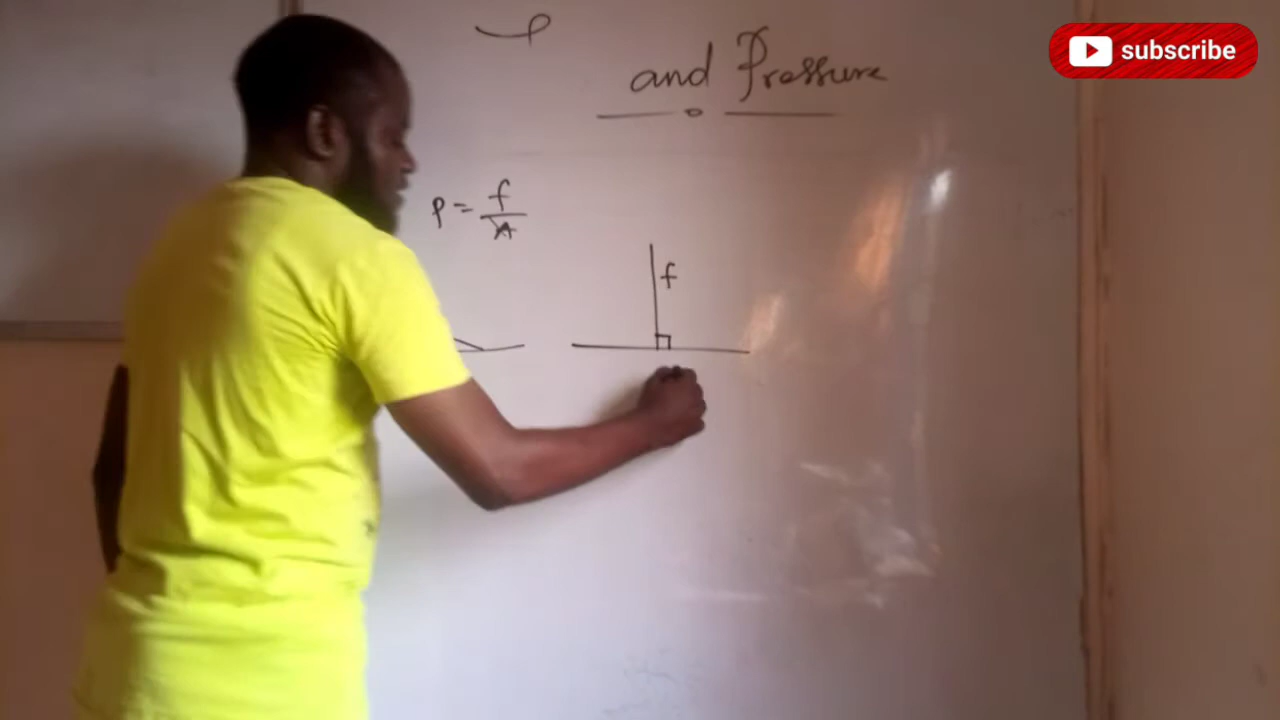 subscribe
and Pressure
P = f/A
f